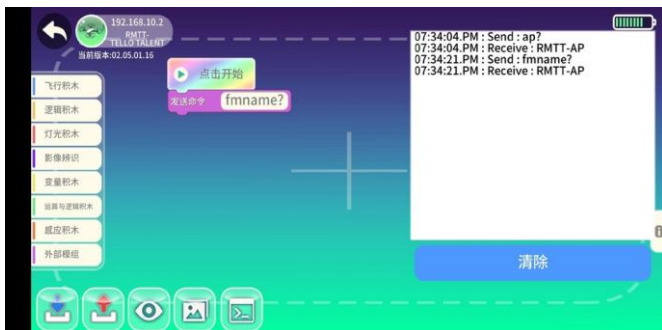 192.168.10.2
RMTT-
TELLO TALENT
当前版本:02.05.01.16
飞行积木
逻辑积木
灯光积木
影像辨识
变量积木
运算与逻辑积木
感应积木
外部模组
点击开始
发送命令 fmname?
07:34:04.PM : Send : ap?
07:34:04.PM : Receive : RMTT-AP
07:34:21.PM : Send : fmname?
07:34:21.PM : Receive : RMTT-AP
清除